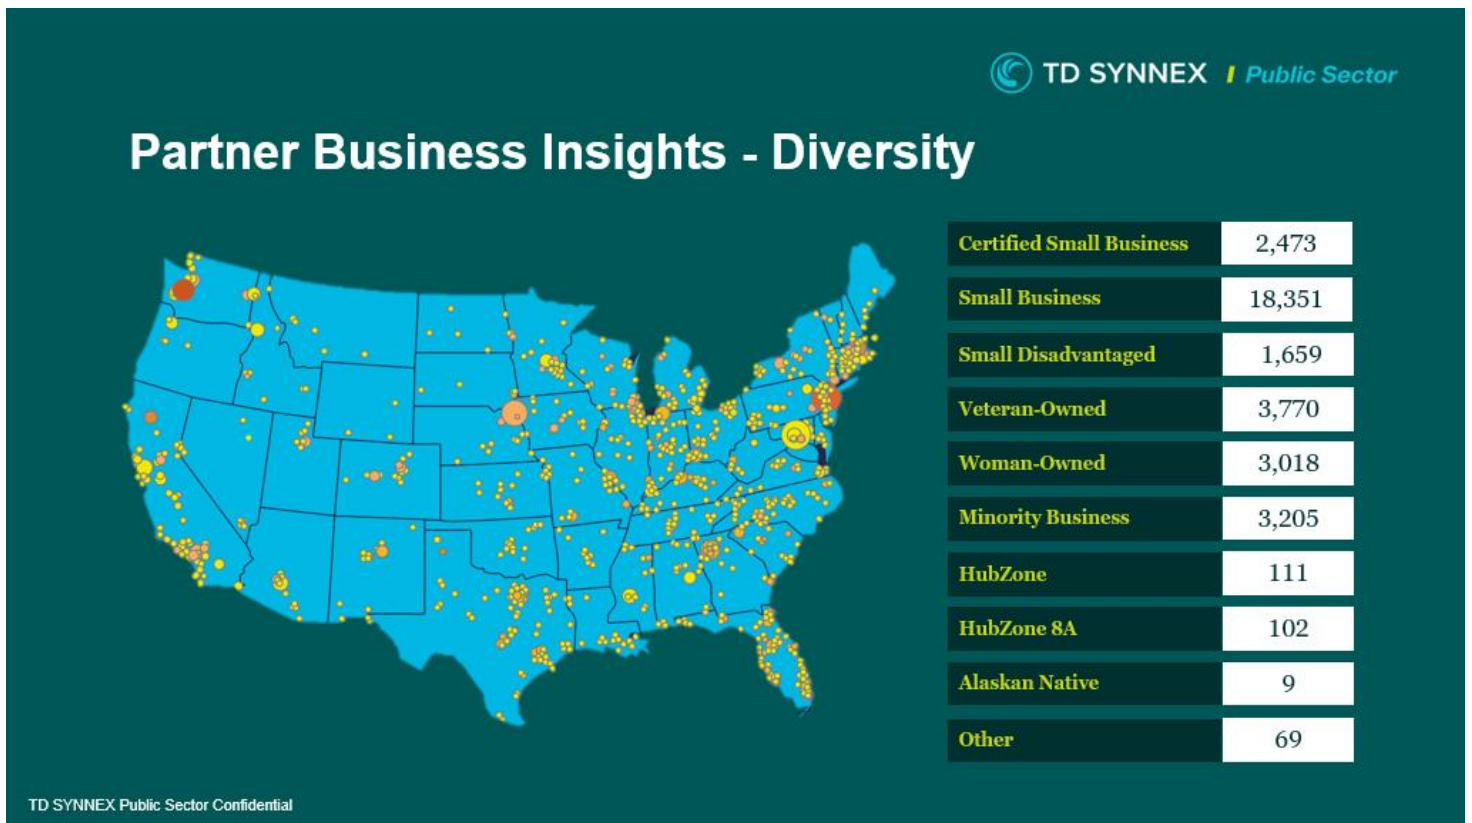 TD SYNNEX | Public Sector
Partner Business Insights - Diversity
Certified Small Business 2,473
Small Business 18,351
Small Disadvantaged 1,659
Veteran-Owned 3,770
Woman-Owned 3,018
Minority Business 3,205
HubZone 111
HubZone 8A 102
Alaskan Native 9
Other 69
TD SYNNEX Public Sector Confidential